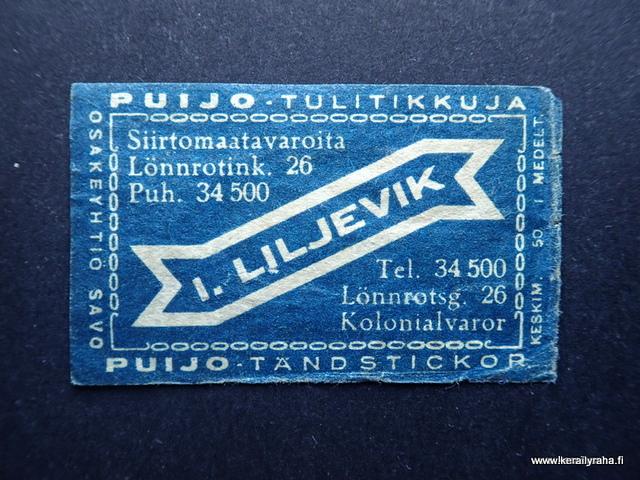 PUIJO - TULITIKKUJA
OSAKEYHTIÖ SAVO
Siirtomaatavaroita
Lönnrotink. 26
Puh. 34 500
I. LILJEVIK
Tel. 34 500
Lönnrotsg. 26
Kolonialvaror
KESKIM. 50 I MEDELT.
PUIJO - TÄNDSTICKOR
www.kerailyraha.fi